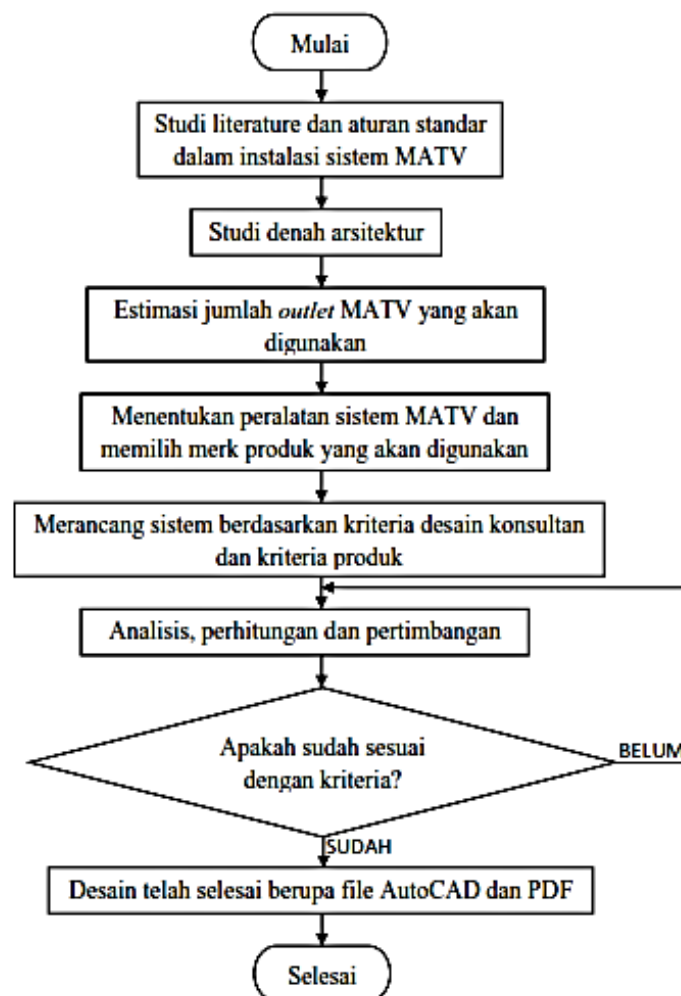 Mulai
Studi literature dan aturan standar
dalam instalasi sistem MATV
Studi denah arsitektur
Estimasi jumlah outlet MATV yang akan
digunakan
Menentukan peralatan sistem MATV dan
memilih merk produk yang akan digunakan
Merancang sistem berdasarkan kriteria desain konsultan
dan kriteria produk
Analisis, perhitungan dan pertimbangan
Apakah sudah sesuai
dengan kriteria?
BELUM
SUDAH
Desain telah selesai berupa file AutoCAD dan PDF
Selesai